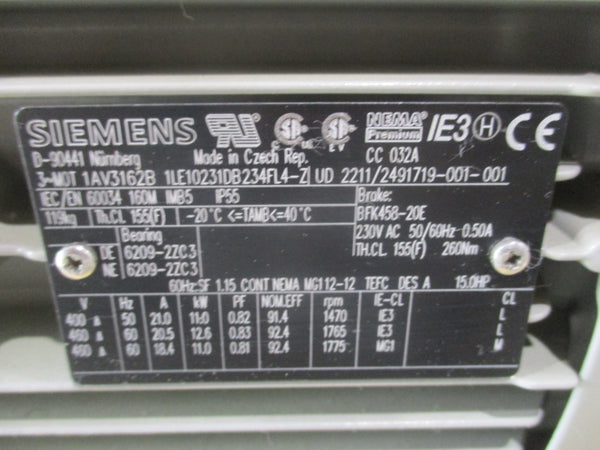 SIEMENS UL SA SA EV NEMA Premium IE3 H CE
D-90441 Nürnberg Made in Czech Rep. CC 032A
3~MOT 1AV3162B 1LE10231DB234FL4-Z UD 2211/2491719-001-001
IEC/EN 60034 160M IMB5 IP55 Brake:
119kg Th.CL 155(F) -20°C <=TAMB<=40°C BFK458-20E
Bearing 230V AC 50/60Hz 0.50A
DE 6209-2ZC3 TH.CL 155(F) 260Nm
NE 6209-2ZC3
60Hz:SF 1.15 CONT NEMA MG112-12 TEFC DES A 15.0HP
V Hz A kW PF NOM.EFF rpm IE-CL CL
400 ∆ 50 21.0 11.0 0.82 91.4 1470 IE3 L
460 ∆ 60 20.5 12.6 0.83 92.4 1765 IE3 L
460 ∆ 60 18.4 11.0 0.81 92.4 1775 MG1 M